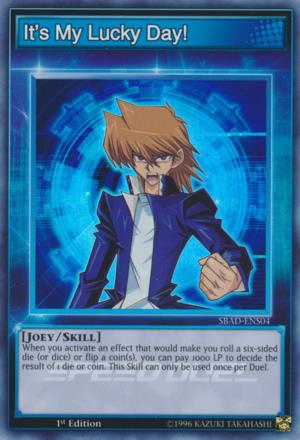 It's My Lucky Day!
SBAD-ENS04
[JOEY/SKILL]
When you activate an effect that would make you roll a six-sided
die (or dice) or flip a coin(s), you can pay 1000 LP to decide the
result of 1 die or coin. This Skill can only be used once per Duel.
SPEED DUEL
1st Edition
©1996 KAZUKI TAKAHASHI